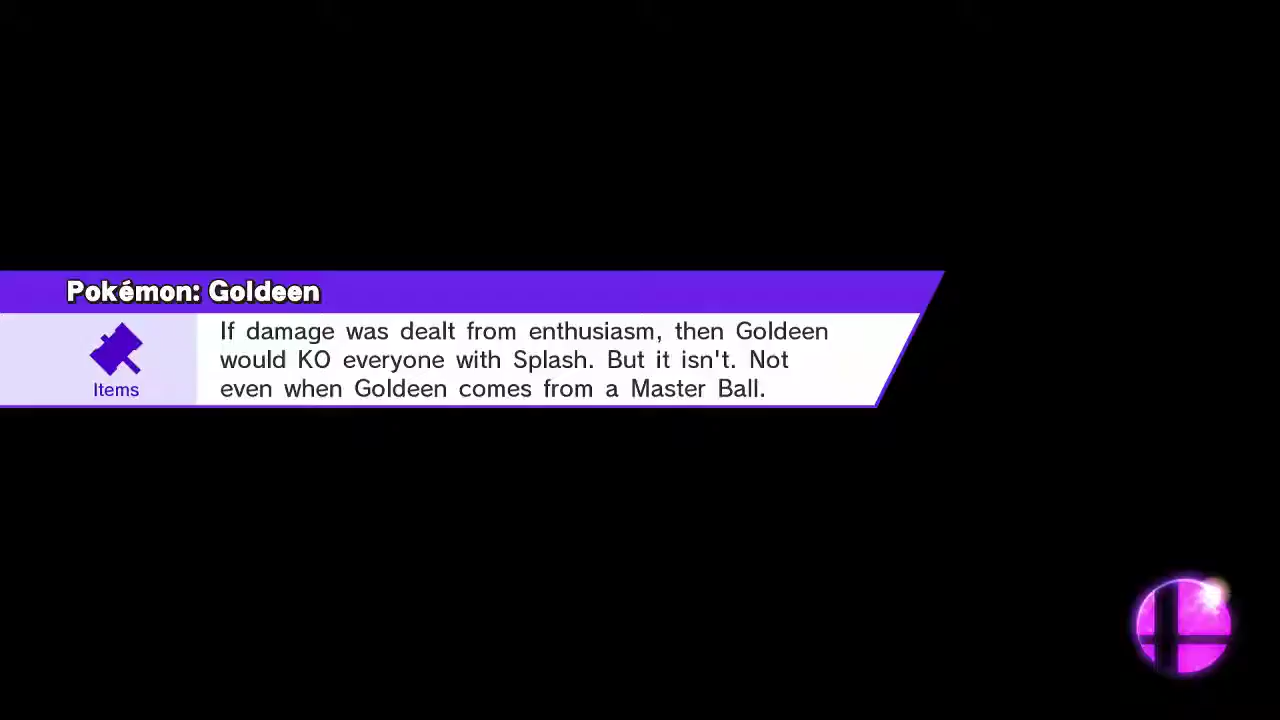 Pokémon: Goldeen
If damage was dealt from enthusiasm, then Goldeen
would KO everyone with Splash. But it isn't. Not
even when Goldeen comes from a Master Ball.
Items